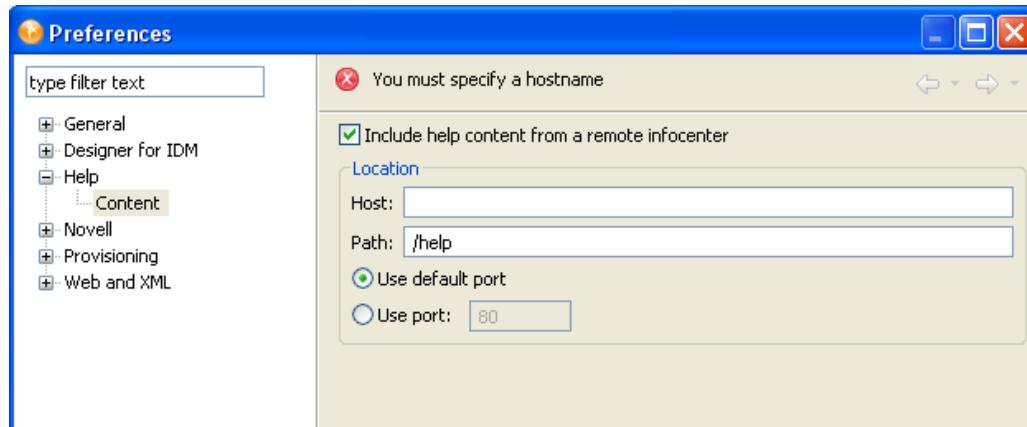 Preferences
type filter text
General
Designer for IDM
Help
Content
Novell
Provisioning
Web and XML
You must specify a hostname
Include help content from a remote infocenter
Location
Host:
Path: /help
Use default port
Use port: 80